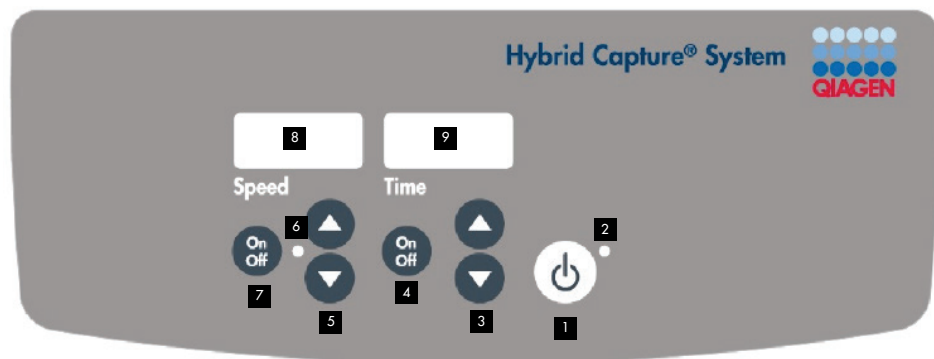 Hybrid Capture® System
QIAGEN
8
9
Speed
Time
6
2
On
Off
On
Off
7
5
4
3
1